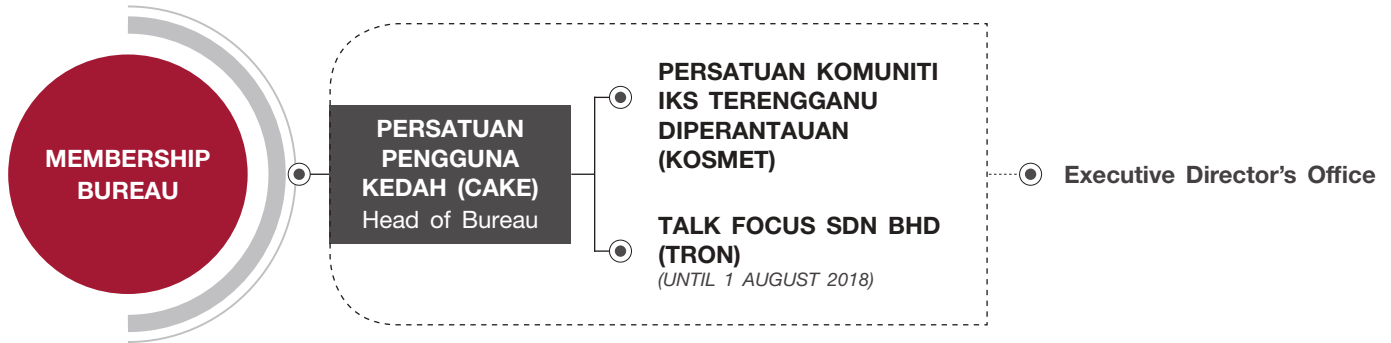 MEMBERSHIP
BUREAU
PERSATUAN
PENGGUNA
KEDAH (CAKE)
Head of Bureau
PERSATUAN KOMUNITI
IKS TERENGGANU
DIPERANTAUAN
(KOSMET)
TALK FOCUS SDN BHD
(TRON)
(UNTIL 1 AUGUST 2018)
Executive Director's Office